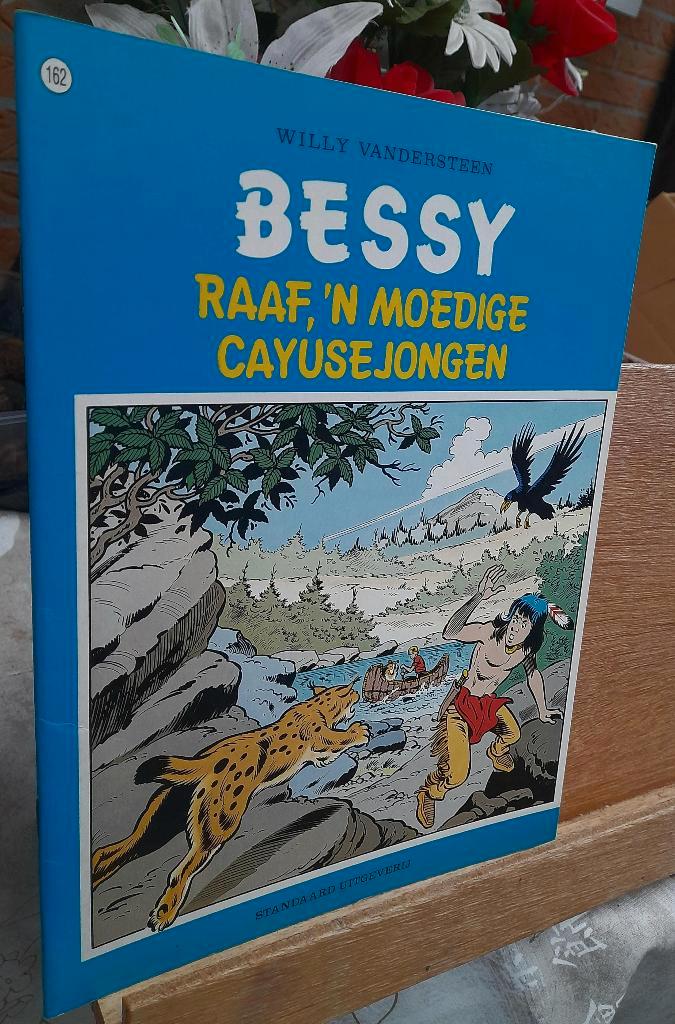 162
WILLY VANDERSTEEN
BESSY
RAAF, 'N MOEDIGE
CAYUSEJONGEN
STANDAARD UITGEVERIJ